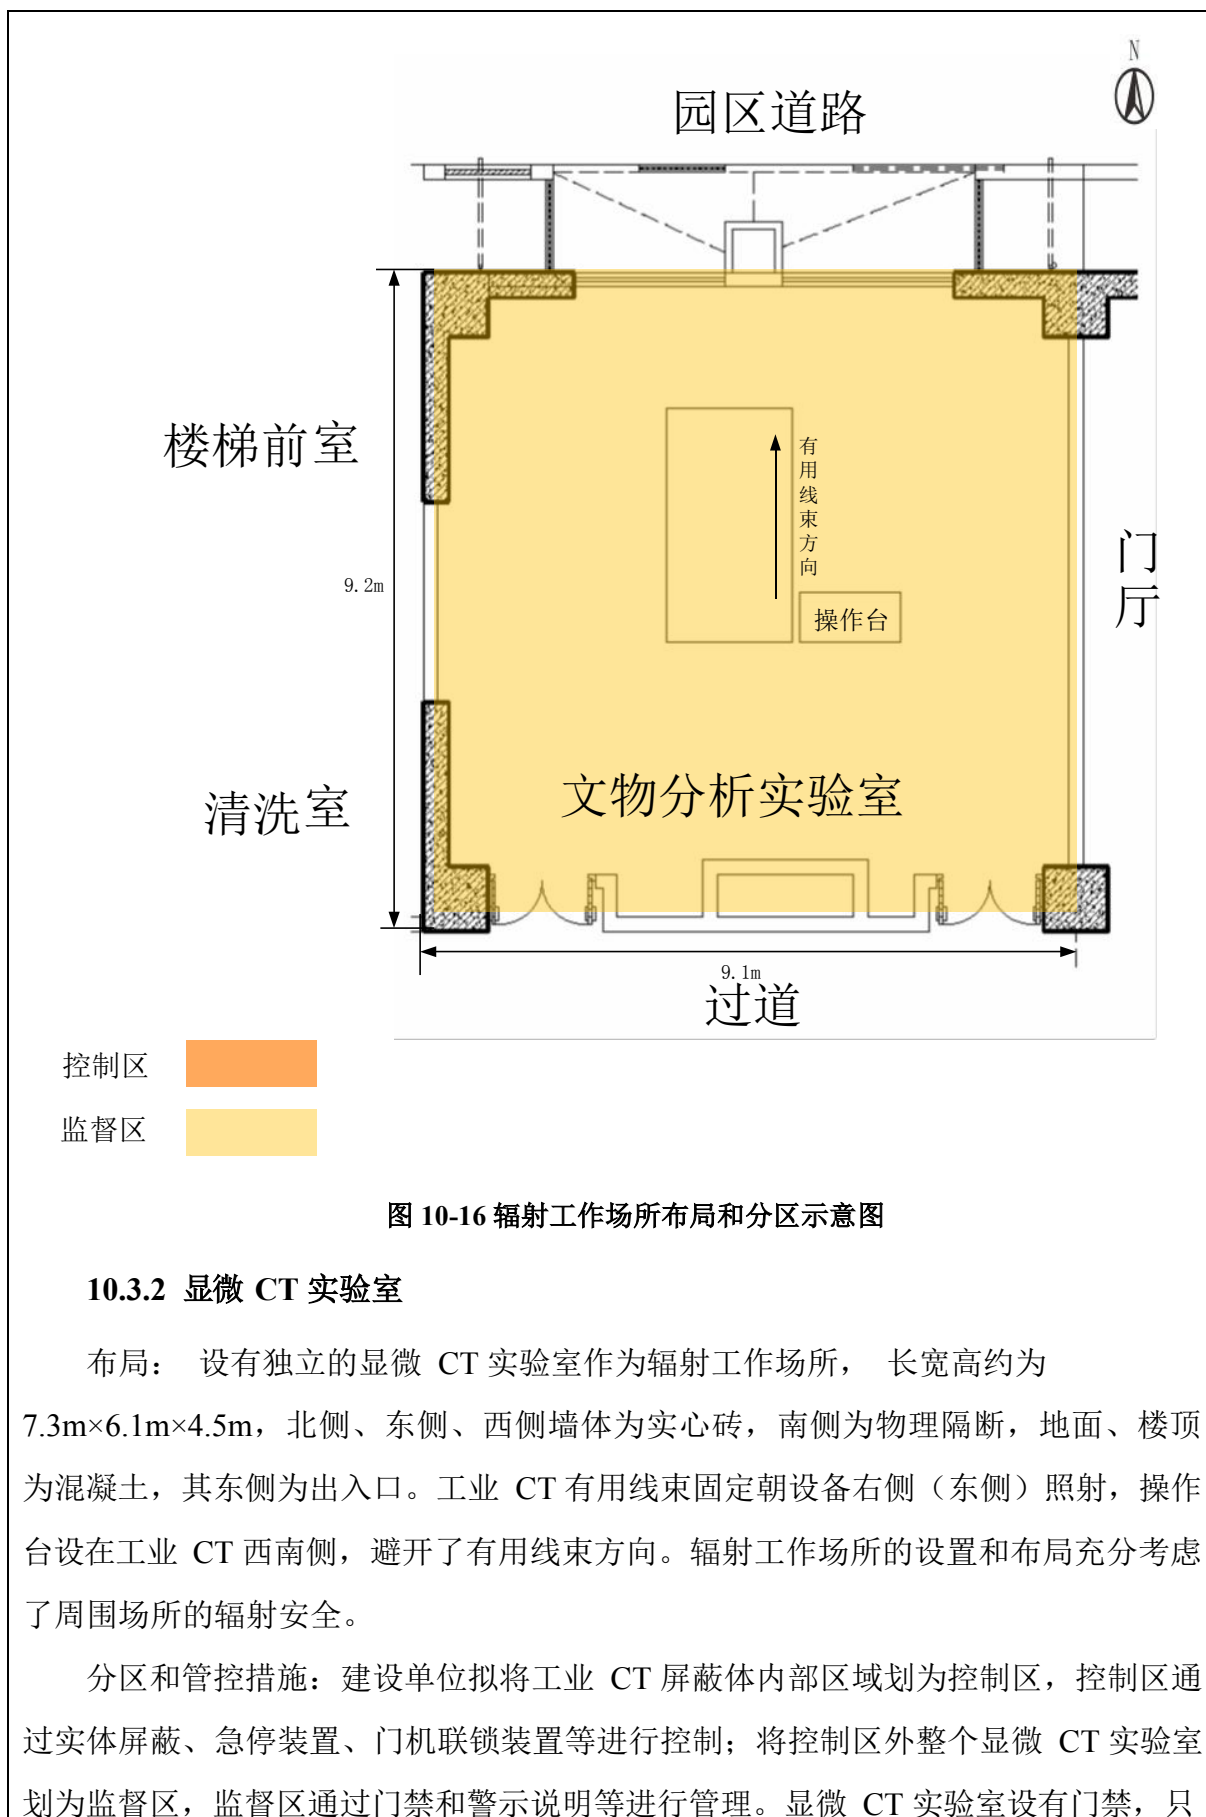 N
园区道路
楼梯前室
有用线束方向
门厅
9.2m
操作台
文物分析实验室
清洗室
9.1m
过道
控制区
监督区
图 10-16 辐射工作场所布局和分区示意图
10.3.2 显微 CT 实验室
布局： 设有独立的显微 CT 实验室作为辐射工作场所， 长宽高约为
7.3m×6.1m×4.5m，北侧、东侧、西侧墙体为实心砖，南侧为物理隔断，地面、楼顶
为混凝土，其东侧为出入口。工业 CT 有用线束固定朝设备右侧（东侧）照射，操作
台设在工业 CT 西南侧，避开了有用线束方向。辐射工作场所的设置和布局充分考虑
了周围场所的辐射安全。
分区和管控措施：建设单位拟将工业 CT 屏蔽体内部区域划为控制区，控制区通
过实体屏蔽、急停装置、门机联锁装置等进行控制；将控制区外整个显微 CT 实验室
划为监督区，监督区通过门禁和警示说明等进行管理。显微 CT 实验室设有门禁，只